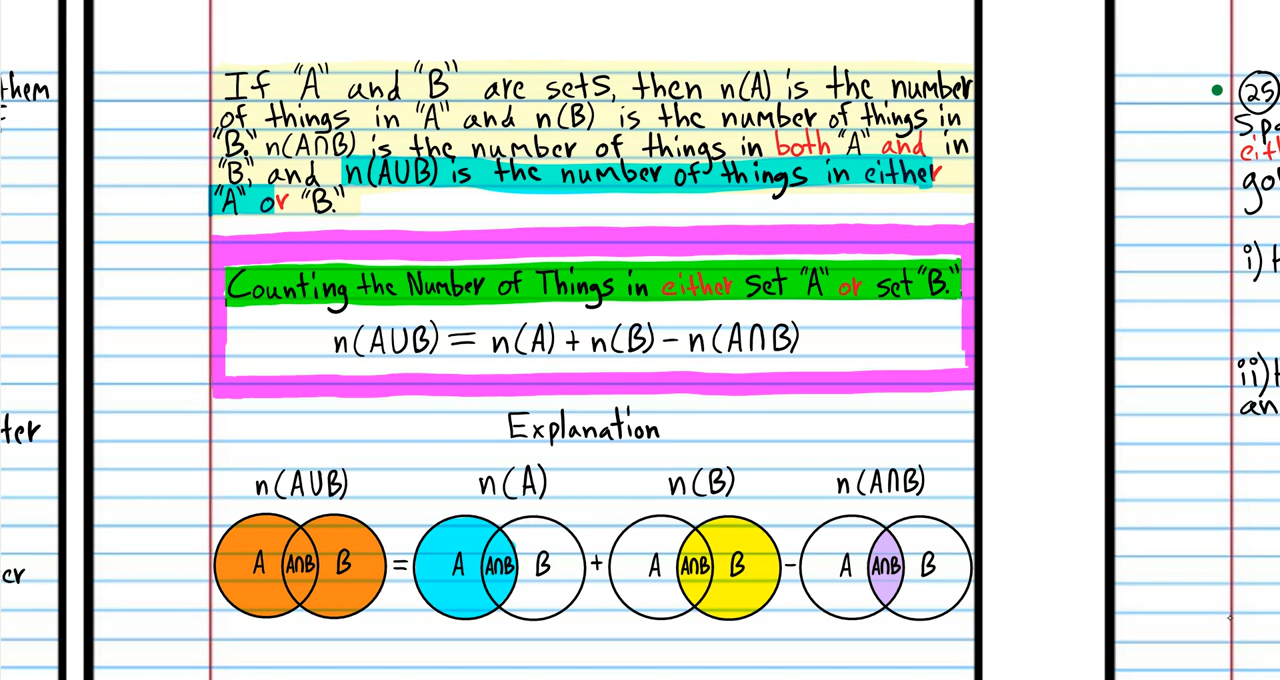 them
ter
er
If "A" and "B" are sets, then n(A) is the number
of things in "A" and n(B) is the number of things in
"B." n(A∩B) is the number of things in both "A" and in
"B", and n(A∪B) is the number of things in either
"A" or "B."
Counting the Number of Things in either set "A" or set "B."
n(A∪B) = n(A) + n(B) - n(A∩B)
Explanation
n(A∪B) n(A) n(B) n(A∩B)
A A∩B B = A A∩B B + A A∩B B - A A∩B B
25
Spa
eith
go
i)
ii)
an